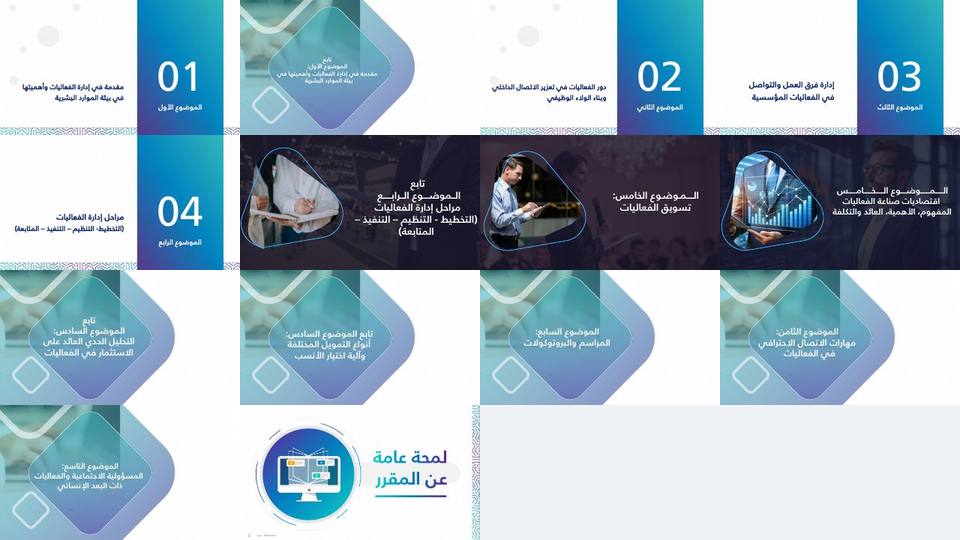 01
الموضوع الأول
مقدمة في إدارة الفعاليات وأهميتها
في بيئة الموارد البشرية
تابع
الموضوع الأول:
مقدمة في إدارة الفعاليات وأهميتها في
بيئة الموارد البشرية
02
الموضوع الثاني
دور الفعاليات في تعزيز الاتصال الداخلي
وبناء الولاء الوظيفي
03
الموضوع الثالث
إدارة فرق العمل والتواصل
في الفعاليات المؤسسية
04
الموضوع الرابع
مراحل إدارة الفعاليات
(التخطيط- التنظيم – التنفيذ – المتابعة)
تابع
الـموضــوع الـرابــع
مراحل إدارة الفعاليات
(التخطيط - التنظيم – التنفيذ –
المتابعة)
الـمـوضـوع الخامس:
تسويق الفعاليات
الـمـــوضــوع الـخــامــس
اقتصاديات صناعة الفعاليات
المفهوم، الأهمية، العائد والتكلفة
تابع
الموضوع السادس:
التحليل الحدي العائد على
الاستثمار في الفعاليات
تابع الموضوع السادس:
أنواع التمويل المختلفة
وآلية اختيار الأنسب
الموضوع السابع:
المراسم والبروتوكولات
الموضوع الثامن:
مهارات الاتصال الاحترافي
في الفعاليات
الموضوع التاسع:
المسؤولية الاجتماعية والفعاليات
ذات البعد الإنساني
لمحة عامة
عن المقرر